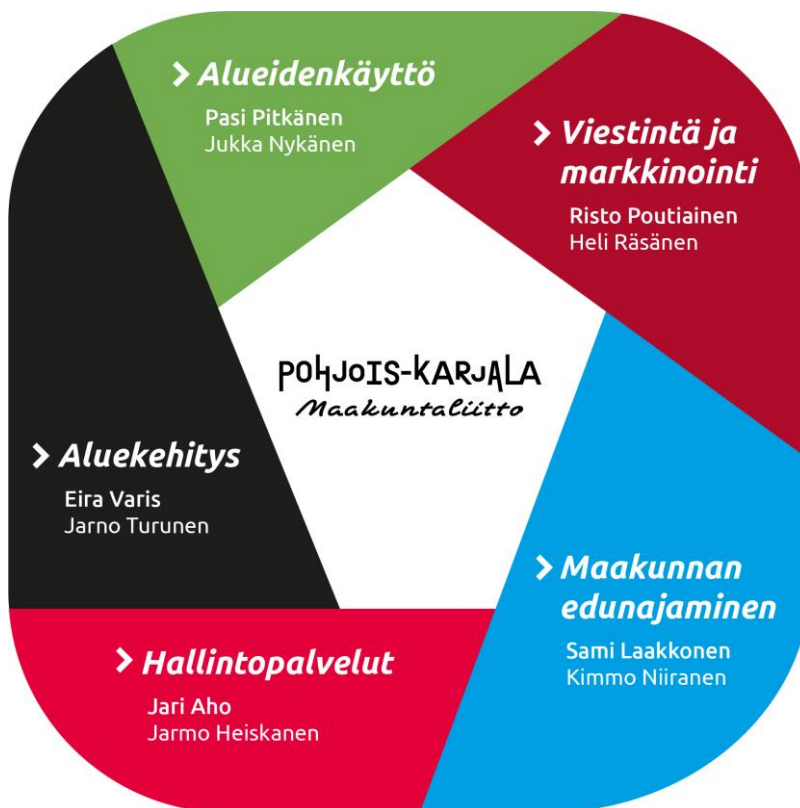 Alueidenkäyttö
Pasi Pitkänen
Jukka Nykänen
Viestintä ja
markkinointi
Risto Poutiainen
Heli Räsänen
POHJOIS-KARJALA
Maakuntaliitto
Aluekehitys
Eira Varis
Jarno Turunen
Maakunnan
edunajaminen
Sami Laakkonen
Kimmo Niiranen
Hallintopalvelut
Jari Aho
Jarmo Heiskanen